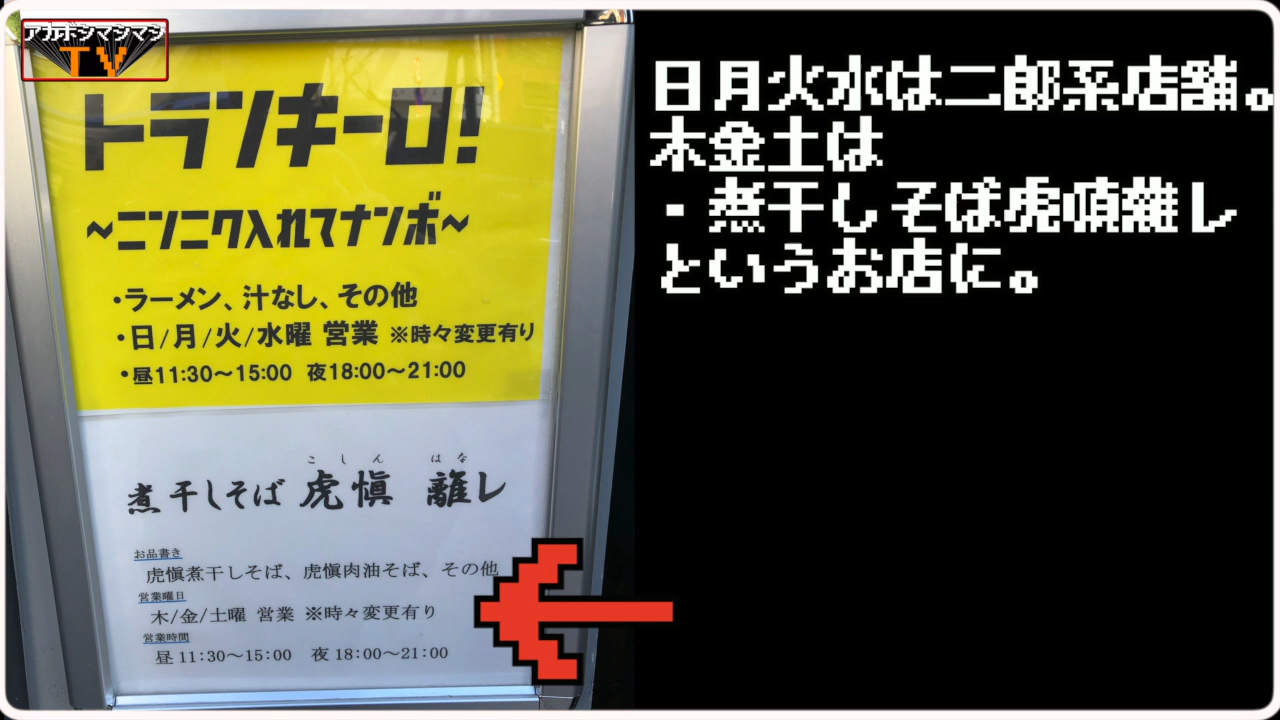 アカボシマシマシ
TV
トランキーロ!
~ニンニク入れてナンボ~
・ラーメン、汁なし、その他
・日/月/火/水曜 営業 ※時々変更有り
・昼11:30～15:00 夜18:00～21:00
煮干しそば 虎愼 離レ
こしん はな
お品書き
虎愼煮干しそば、虎愼肉油そば、その他
営業曜日
木/金/土曜 営業 ※時々変更有り
営業時間
昼 11:30～15:00 夜 18:00～21:00
日月火水は二郎系店舗。
木金土は
・煮干しそば虎愼離レ
というお店に。